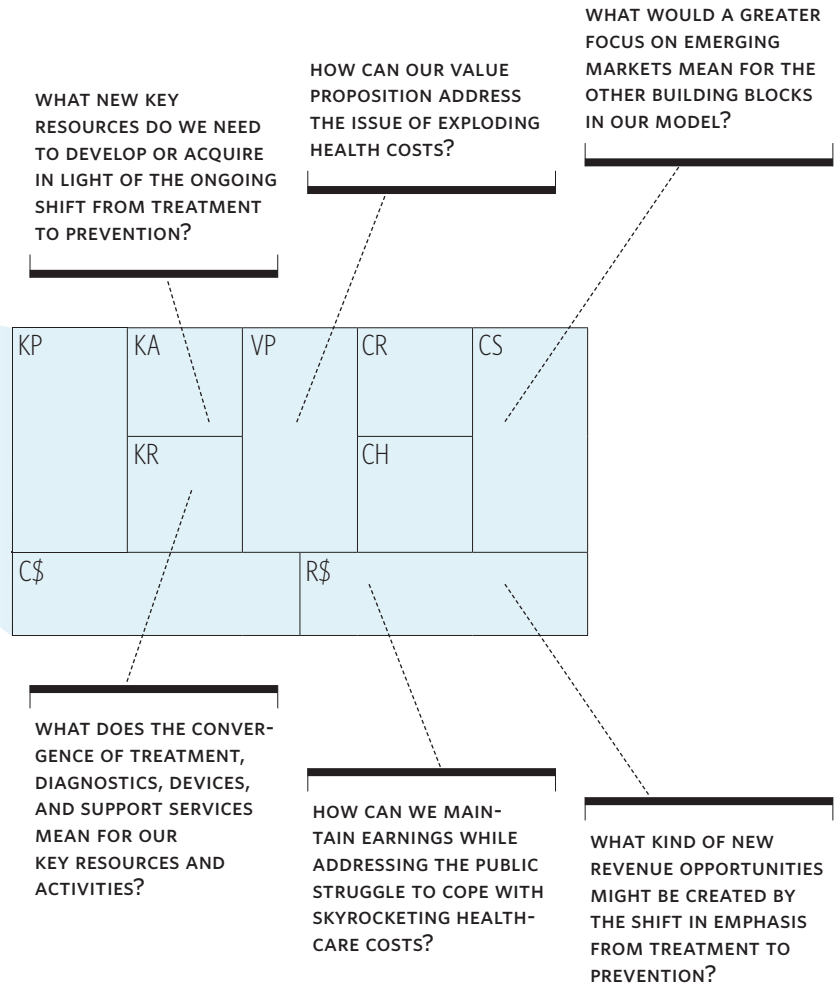 WHAT NEW KEY
RESOURCES DO WE NEED
TO DEVELOP OR ACQUIRE
IN LIGHT OF THE ONGOING
SHIFT FROM TREATMENT
TO PREVENTION?
HOW CAN OUR VALUE
PROPOSITION ADDRESS
THE ISSUE OF EXPLODING
HEALTH COSTS?
WHAT WOULD A GREATER
FOCUS ON EMERGING
MARKETS MEAN FOR THE
OTHER BUILDING BLOCKS
IN OUR MODEL?
KP
KA
VP
CR
CS
KR
CH
C$
R$
WHAT DOES THE CONVER-
GENCE OF TREATMENT,
DIAGNOSTICS, DEVICES,
AND SUPPORT SERVICES
MEAN FOR OUR
KEY RESOURCES AND
ACTIVITIES?
HOW CAN WE MAIN-
TAIN EARNINGS WHILE
ADDRESSING THE PUBLIC
STRUGGLE TO COPE WITH
SKYROCKETING HEALTH-
CARE COSTS?
WHAT KIND OF NEW
REVENUE OPPORTUNITIES
MIGHT BE CREATED BY
THE SHIFT IN EMPHASIS
FROM TREATMENT TO
PREVENTION?